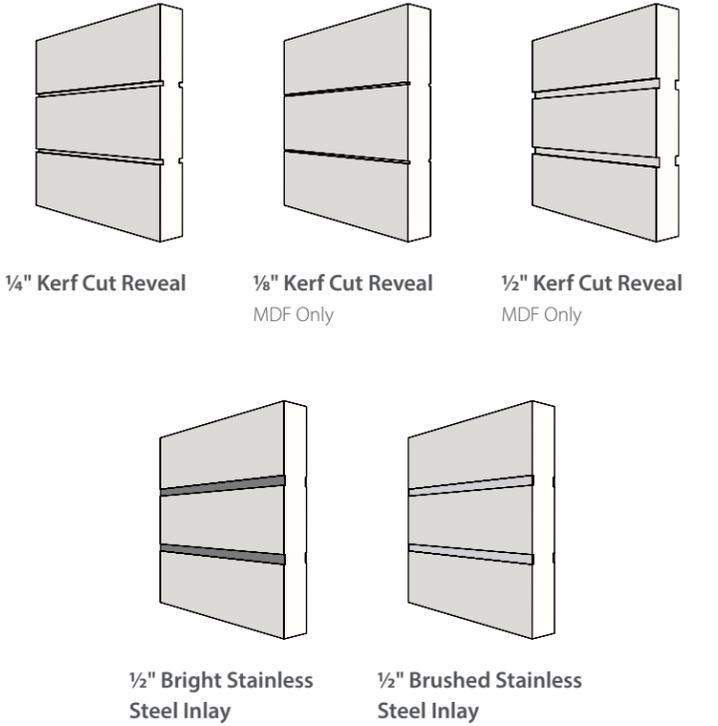 ¼" Kerf Cut Reveal
⅛" Kerf Cut Reveal
MDF Only
½" Kerf Cut Reveal
MDF Only
½" Bright Stainless
Steel Inlay
½" Brushed Stainless
Steel Inlay